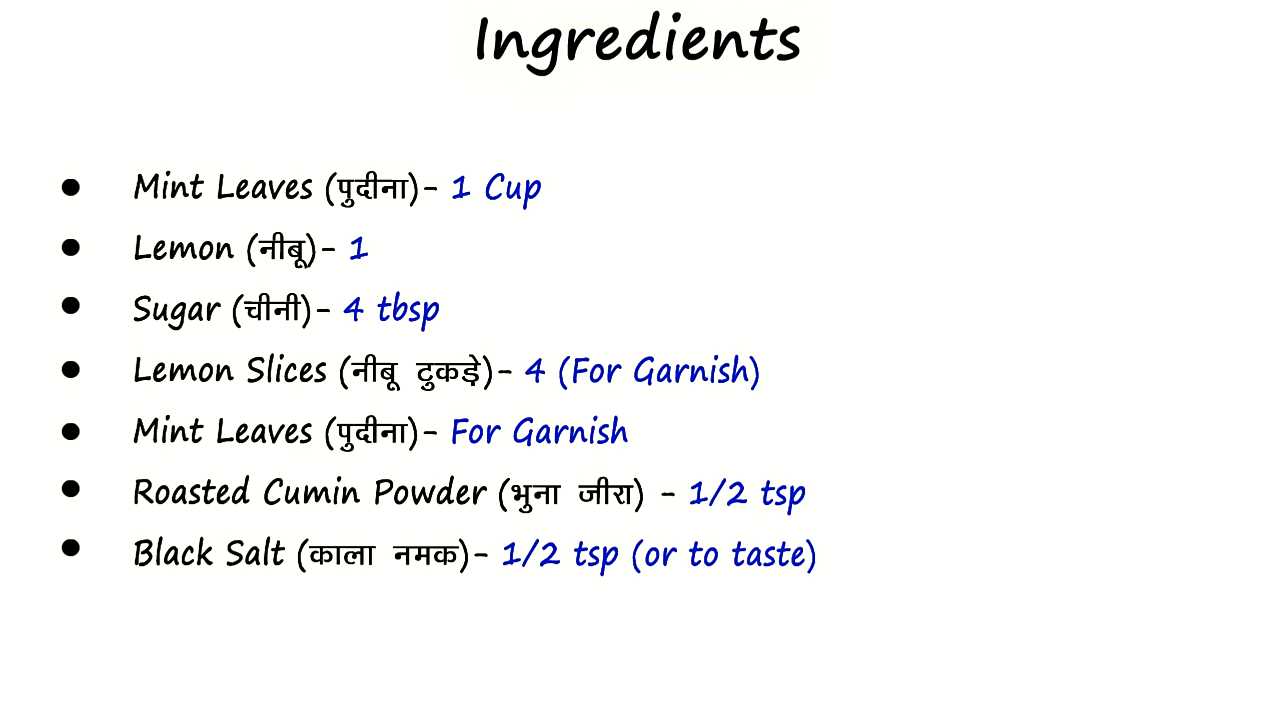 Ingredients
● Mint Leaves (पुदीना)- 1 Cup
● Lemon (नीबू)- 1
● Sugar (चीनी)- 4 tbsp
● Lemon Slices (नीबू टुकड़े)- 4 (For Garnish)
● Mint Leaves (पुदीना)- For Garnish
● Roasted Cumin Powder (भुना जीरा) - 1/2 tsp
● Black Salt (काला नमक)- 1/2 tsp (or to taste)